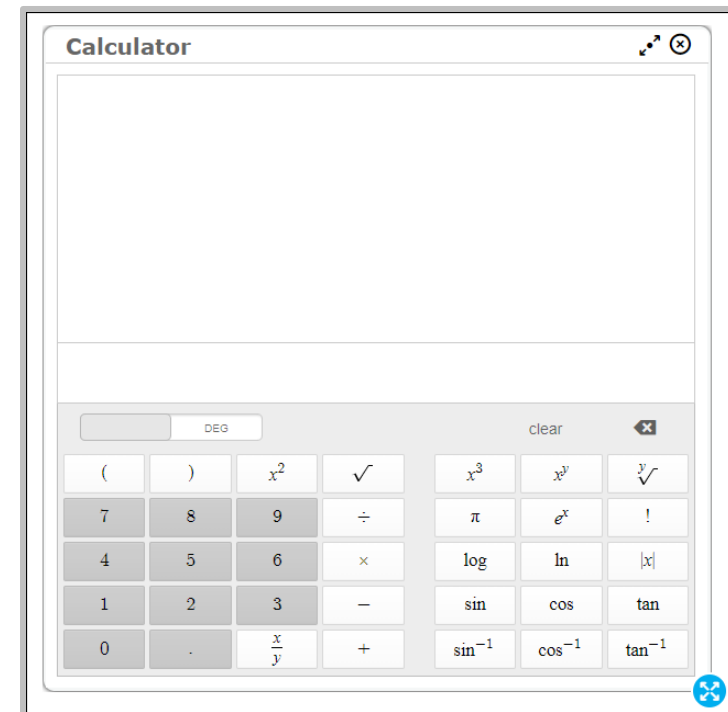 Calculator
DEG clear
( ) x² √ x³ xʸ ʸ√
7 8 9 ÷ π eˣ !
4 5 6 × log ln |x|
1 2 3 − sin cos tan
0 . x/y + sin⁻¹ cos⁻¹ tan⁻¹